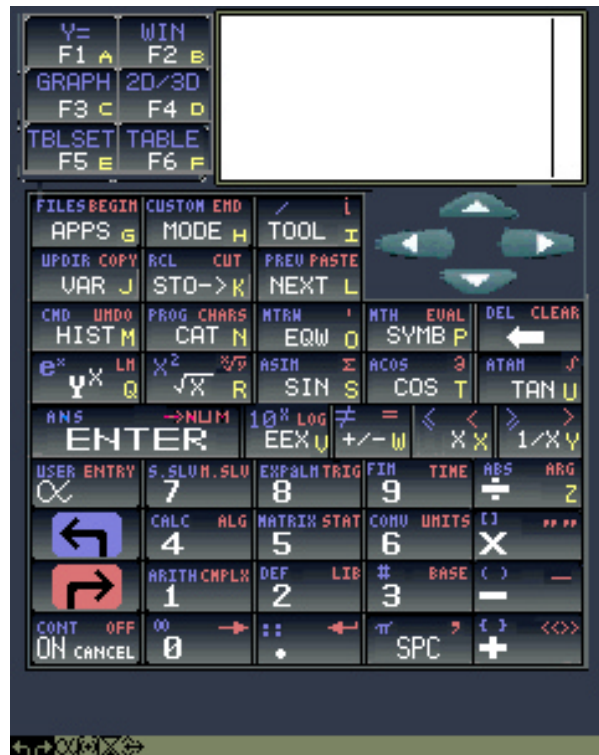 Y= WIN
F1 A F2 B
GRAPH 2D/3D
F3 C F4 D
TBLSET TABLE
F5 E F6 F
FILES BEGIN CUSTOM END / i
APPS G MODE H TOOL I
UPDIR COPY RCL CUT PREV PASTE
VAR J STO-> K NEXT L
CMD UNDO PROG CHARS MTRW ' MTH EVAL DEL CLEAR
HIST M CAT N EQW O SYMB P ←
e^x LN x² ˣ√y ASIN Σ ACOS ∂ ATAN ∫
Y^X Q √X R SIN S COS T TAN U
ANS →NUM 10^x LOG ≠ = ≤ < ≥ >
ENTER EEX V +/- W X X 1/X Y
USER ENTRY S.SLV N.SLV EXP&LN TRIG FIN TIME ABS ARG
α 7 8 9 ÷ Z
CALC ALG MATRIX STAT CONV UNITS [] " "
4 5 6 X
ARITH CMPLX DEF LIB # BASE ( ) _
1 2 3 −
CONT OFF ∞ → :: ↵ π , { } «»
ON CANCEL 0 . SPC +